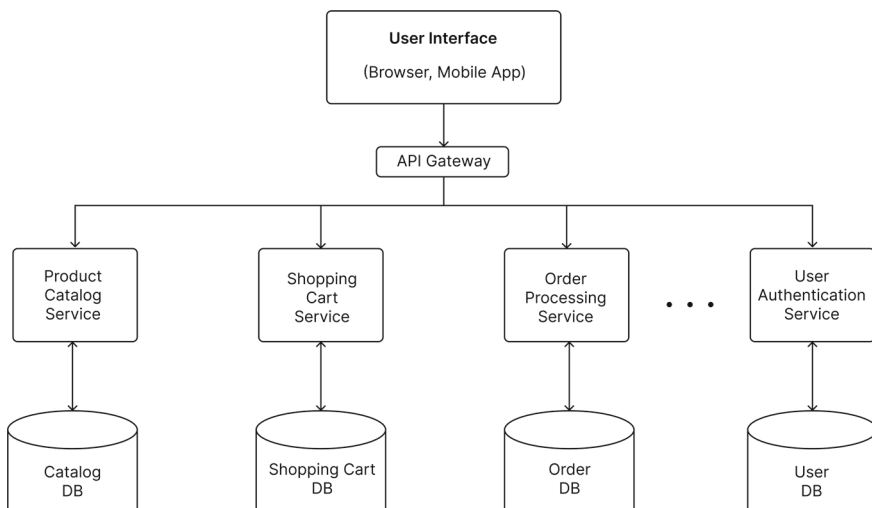 User Interface
(Browser, Mobile App)
API Gateway
Product
Catalog
Service
Shopping
Cart
Service
Order
Processing
Service
. . .
User
Authentication
Service
Catalog
DB
Shopping Cart
DB
Order
DB
User
DB